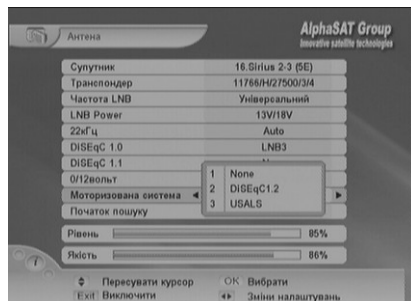 Антена
AlphaSAT Group
Innovative satellite technologies
Супутник 16.Sirius 2-3 (5E)
Транспондер 11766/H/27500/3/4
Частота LNB Універсальний
LNB Power 13V/18V
22кГц Auto
DISEqC 1.0 LNB3
DISEqC 1.1
0/12вольт
Моторизована система
Початок пошуку
1 None
2 DISEqC1.2
3 USALS
Рівень 85%
Якість 86%
Пересувати курсор OK Вибрати
Exit Виключити Зміни налаштувань